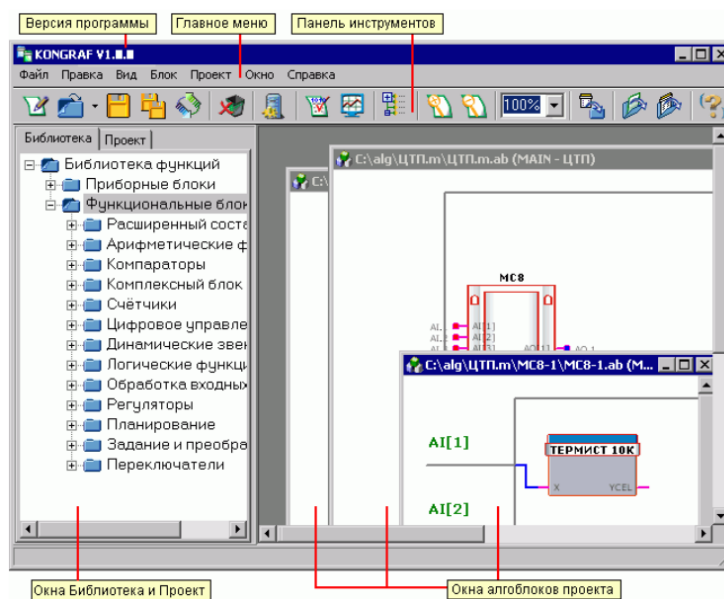 Версия программы Главное меню Панель инструментов
KONGRAF V1.
Файл Правка Вид Блок Проект Окно Справка
100%
Библиотека Проект
Библиотека функций
Приборные блоки
Функциональные блок
Расширенный соста
Арифметические ф
Компараторы
Комплексный блок
Счётчики
Цифровое управле
Динамические звен
Логические функци
Обработка входных
Регуляторы
Планирование
Задание и преобра
Переключатели
C:\alg\ЦТП.m\ЦТП.m.ab (MAIN - ЦТП)
MC8
C:\alg\ЦТП.m\MC8-1\MC8-1.ab (M...
AI[1]
ТЕРМИСТ 10K
X YCEL
AI[2]
Окна Библиотека и Проект Окна алгоблоков проекта